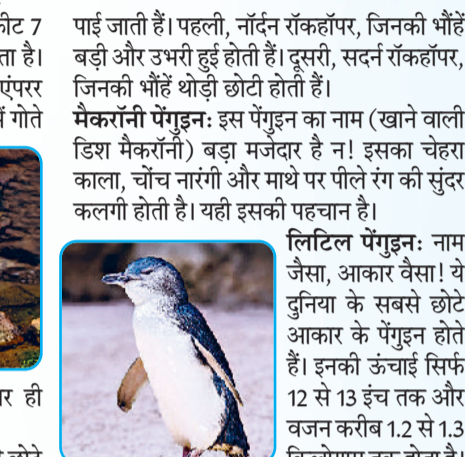 कीट 7
ता है।
एंपरर
में गोते
र ही
पाई जाती हैं। पहली, नॉर्दन रॉकहॉपर, जिनकी भौंहें
बड़ी और उभरी हुई होती हैं। दूसरी, सदर्न रॉकहॉपर,
जिनकी भौंहें थोड़ी छोटी होती हैं।
मैकरॉनी पेंगुइनः इस पेंगुइन का नाम (खाने वाली
डिश मैकरॉनी) बड़ा मजेदार है न! इसका चेहरा
काला, चोंच नारंगी और माथे पर पीले रंग की सुंदर
कलगी होती है। यही इसकी पहचान है।
लिटिल पेंगुइनः नाम
जैसा, आकार वैसा! ये
दुनिया के सबसे छोटे
आकार के पेंगुइन होते
हैं। इनकी ऊंचाई सिर्फ
12 से 13 इंच तक और
वजन करीब 1.2 से 1.3